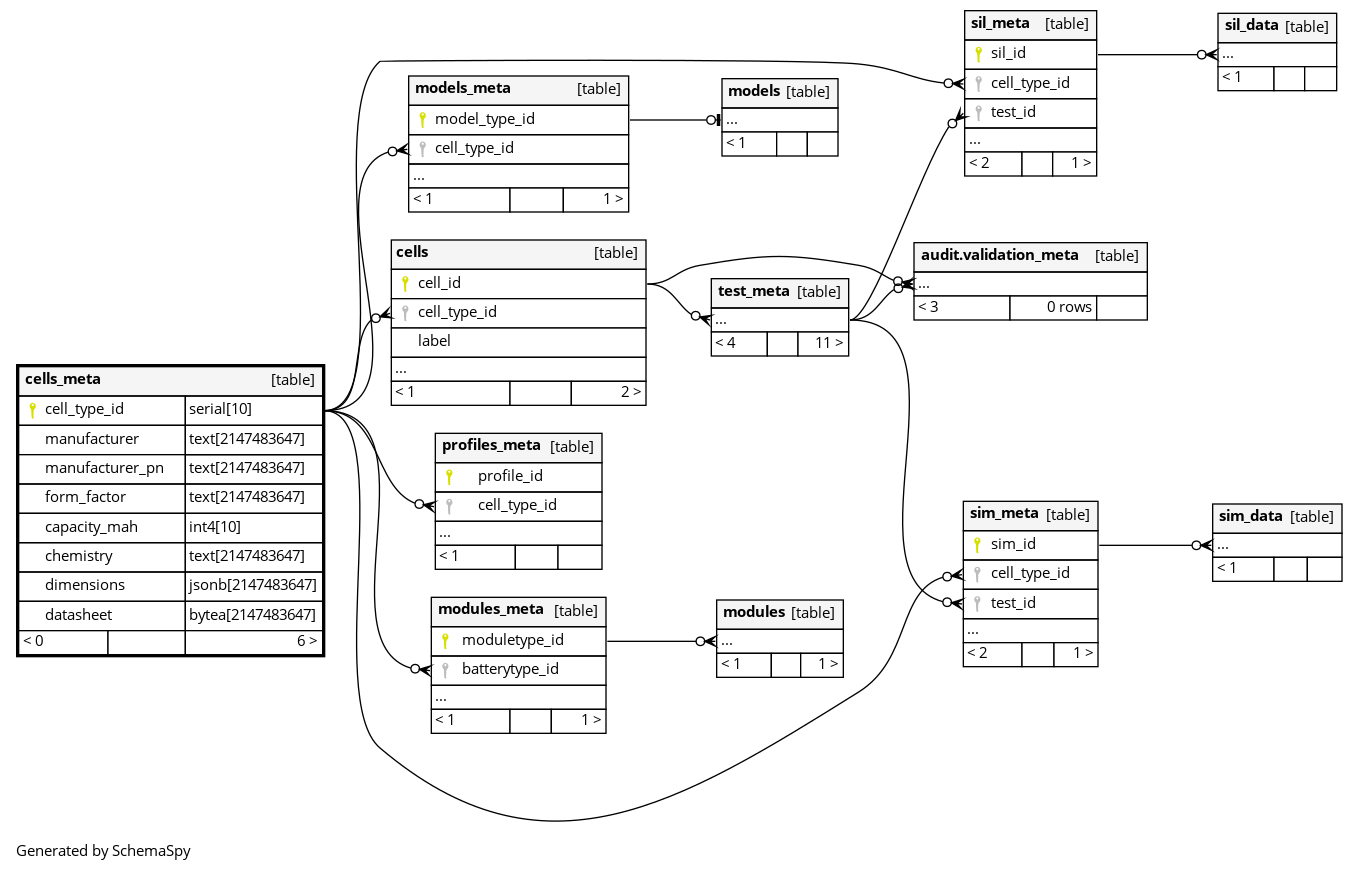 sil_meta [table]
sil_id
cell_type_id
test_id
...
< 2 1 >
sil_data [table]
...
< 1
models_meta [table]
model_type_id
cell_type_id
...
< 1 1 >
models [table]
...
< 1
cells [table]
cell_id
cell_type_id
label
...
< 1 2 >
test_meta [table]
...
< 4 11 >
audit.validation_meta [table]
...
< 3 0 rows
cells_meta [table]
cell_type_id serial[10]
manufacturer text[2147483647]
manufacturer_pn text[2147483647]
form_factor text[2147483647]
capacity_mah int4[10]
chemistry text[2147483647]
dimensions jsonb[2147483647]
datasheet bytea[2147483647]
< 0 6 >
profiles_meta [table]
profile_id
cell_type_id
...
< 1
modules_meta [table]
moduletype_id
batterytype_id
...
< 1 1 >
modules [table]
...
< 1 1 >
sim_meta [table]
sim_id
cell_type_id
test_id
...
< 2 1 >
sim_data [table]
...
< 1
Generated by SchemaSpy